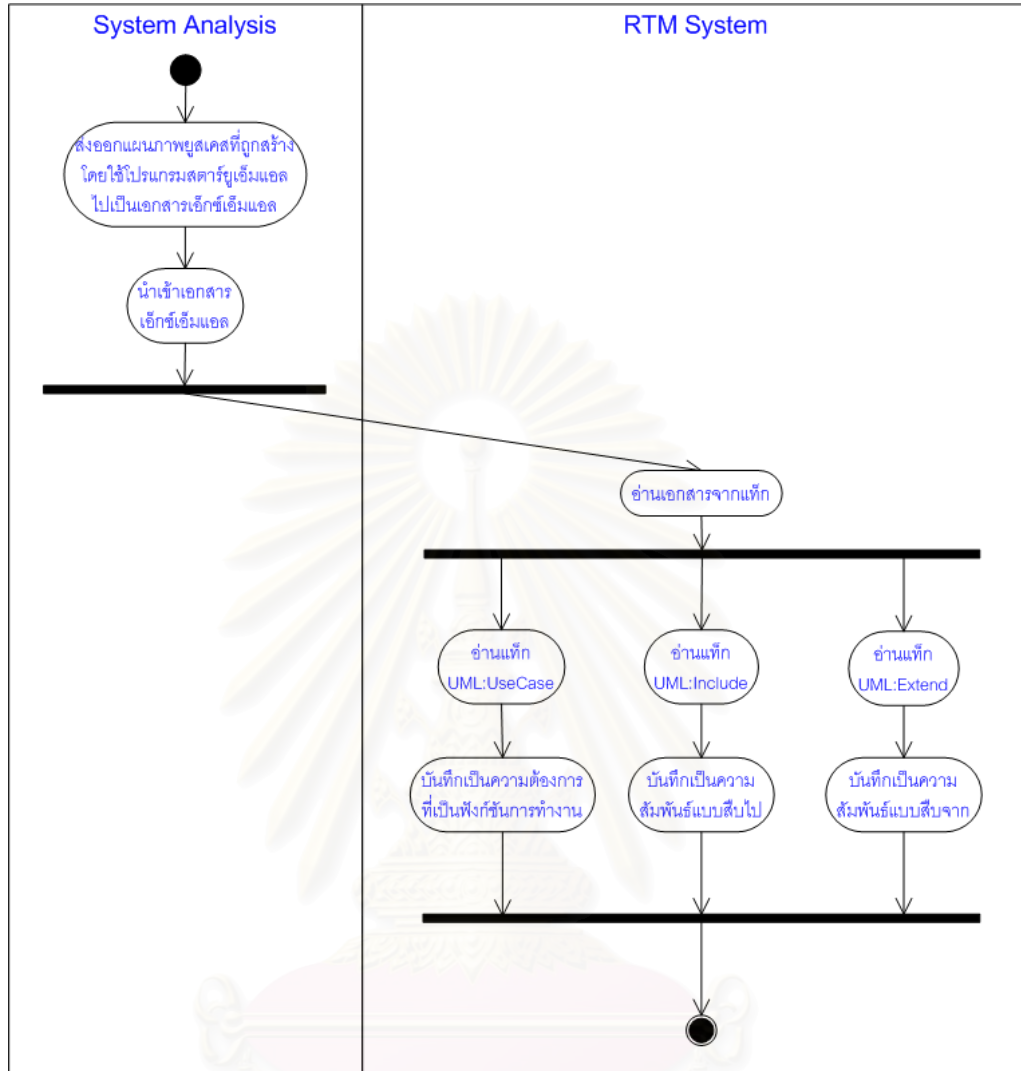 System Analysis
RTM System
ส่งออกแผนภาพยูสเคสที่ถูกสร้าง
โดยใช้โปรแกรมสตาร์ยูเอ็มแอล
ไปเป็นเอกสารเอ็กซ์เอ็มแอล
นำเข้าเอกสาร
เอ็กซ์เอ็มแอล
อ่านเอกสารจากแท็ก
อ่านแท็ก
UML:UseCase
อ่านแท็ก
UML:Include
อ่านแท็ก
UML:Extend
บันทึกเป็นความต้องการ
ที่เป็นฟังก์ชันการทำงาน
บันทึกเป็นความ
สัมพันธ์แบบสืบไป
บันทึกเป็นความ
สัมพันธ์แบบสืบจาก